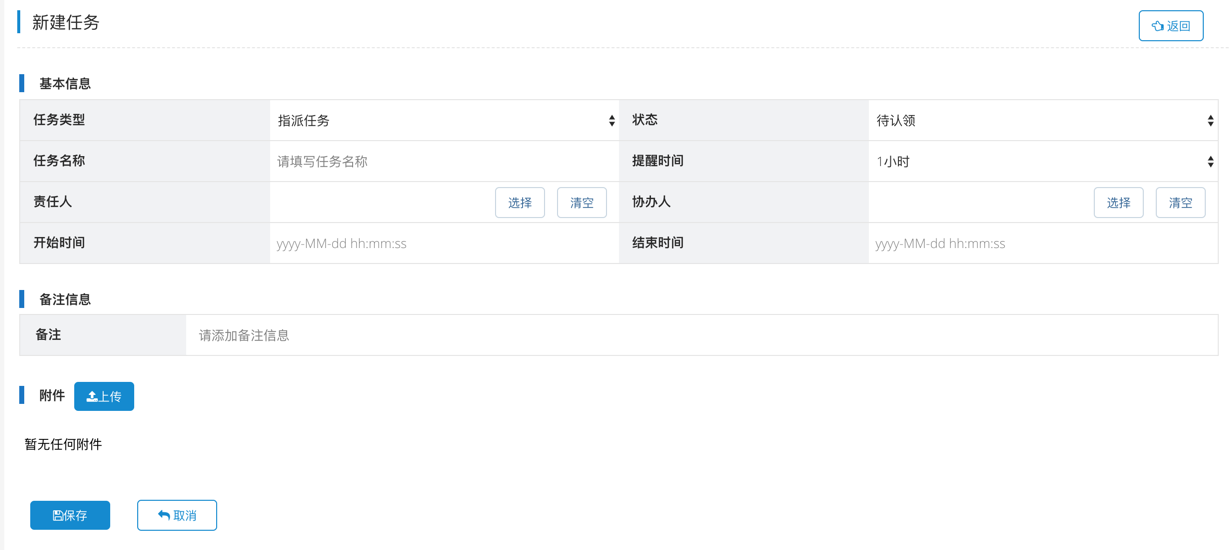 新建任务
返回
基本信息
任务类型 指派任务 状态 待认领
任务名称 请填写任务名称 提醒时间 1小时
责任人 选择 清空 协办人 选择 清空
开始时间 yyyy-MM-dd hh:mm:ss 结束时间 yyyy-MM-dd hh:mm:ss
备注信息
备注 请添加备注信息
附件 上传
暂无任何附件
保存 取消